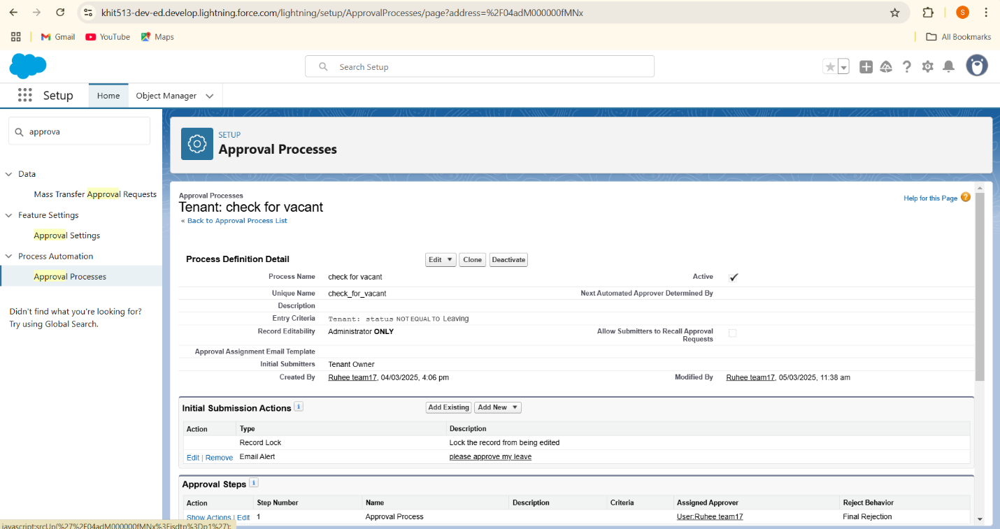 khit513-dev-ed.develop.lightning.force.com/lightning/setup/ApprovalProcesses/page?address=%2F04adM000000fMNx
S
Gmail YouTube Maps All Bookmarks
Search Setup
Setup Home Object Manager
approva
SETUP
Approval Processes
Data
Mass Transfer Approval Requests
Feature Settings
Approval Settings
Process Automation
Approval Processes
Didn't find what you're looking for?
Try using Global Search.
Approval Processes
Tenant: check for vacant
« Back to Approval Process List
Help for this Page ?
Process Definition Detail Edit ▼ Clone Deactivate
Process Name check for vacant Active ✓
Unique Name check_for_vacant Next Automated Approver Determined By
Description
Entry Criteria Tenant: status NOT EQUAL TO Leaving
Record Editability Administrator ONLY Allow Submitters to Recall Approval
Requests
Approval Assignment Email Template
Initial Submitters Tenant Owner
Created By Ruhee team17, 04/03/2025, 4:06 pm Modified By Ruhee team17, 05/03/2025, 11:38 am
Initial Submission Actions i Add Existing Add New ▼
Action Type Description
Record Lock Lock the record from being edited
Edit | Remove Email Alert please approve my leave
Approval Steps i
Action Step Number Name Description Criteria Assigned Approver Reject Behavior
Show Actions | Edit 1 Approval Process User:Ruhee team17 Final Rejection
javascript:srcUp(%27%2F04adM000000fMNx%3Fisdtp%3Dp1%27);